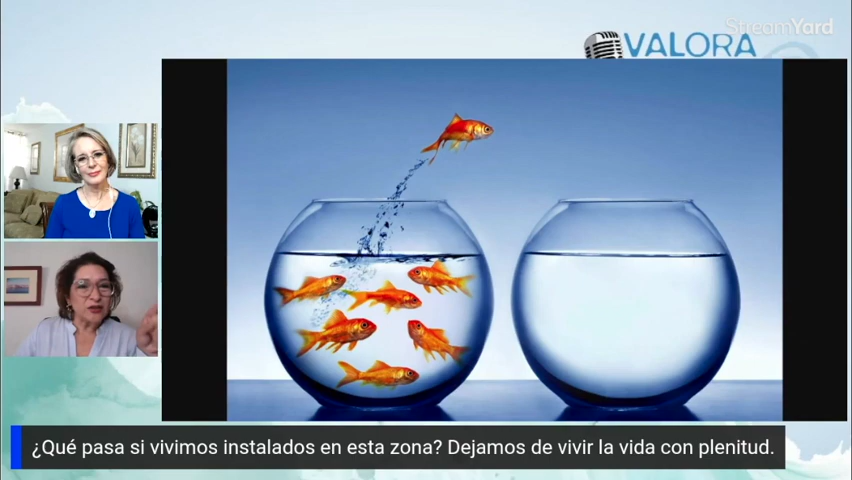 StreamYard
VALORA
¿Qué pasa si vivimos instalados en esta zona? Dejamos de vivir la vida con plenitud.